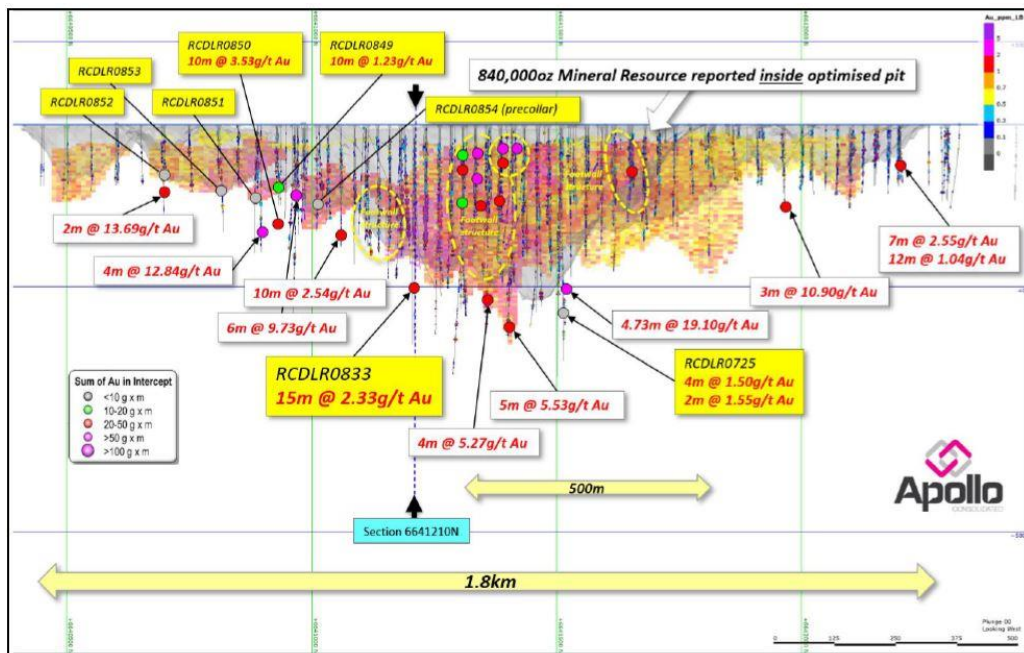 RCDLR0850
10m @ 3.53g/t Au
RCDLR0849
10m @ 1.23g/t Au
RCDLR0853
RCDLR0852
RCDLR0851
RCDLR0854 (precollar)
840,000oz Mineral Resource reported inside optimised pit
Au_ppm_
Footwall
structure
Footwall
structure
Footwall
structure
2m @ 13.69g/t Au
4m @ 12.84g/t Au
10m @ 2.54g/t Au
6m @ 9.73g/t Au
7m @ 2.55g/t Au
12m @ 1.04g/t Au
3m @ 10.90g/t Au
4.73m @ 19.10g/t Au
RCDLR0833
15m @ 2.33g/t Au
RCDLR0725
4m @ 1.50g/t Au
2m @ 1.55g/t Au
5m @ 5.53g/t Au
4m @ 5.27g/t Au
Sum of Au in Intercept
<10 g x m
10-20 g x m
20-50 g x m
>50 g x m
>100 g x m
500m
Apollo
CONSOLIDATED
Section 6641210N
1.8km
Plunge 00
Looking West
0 125 250 375 500